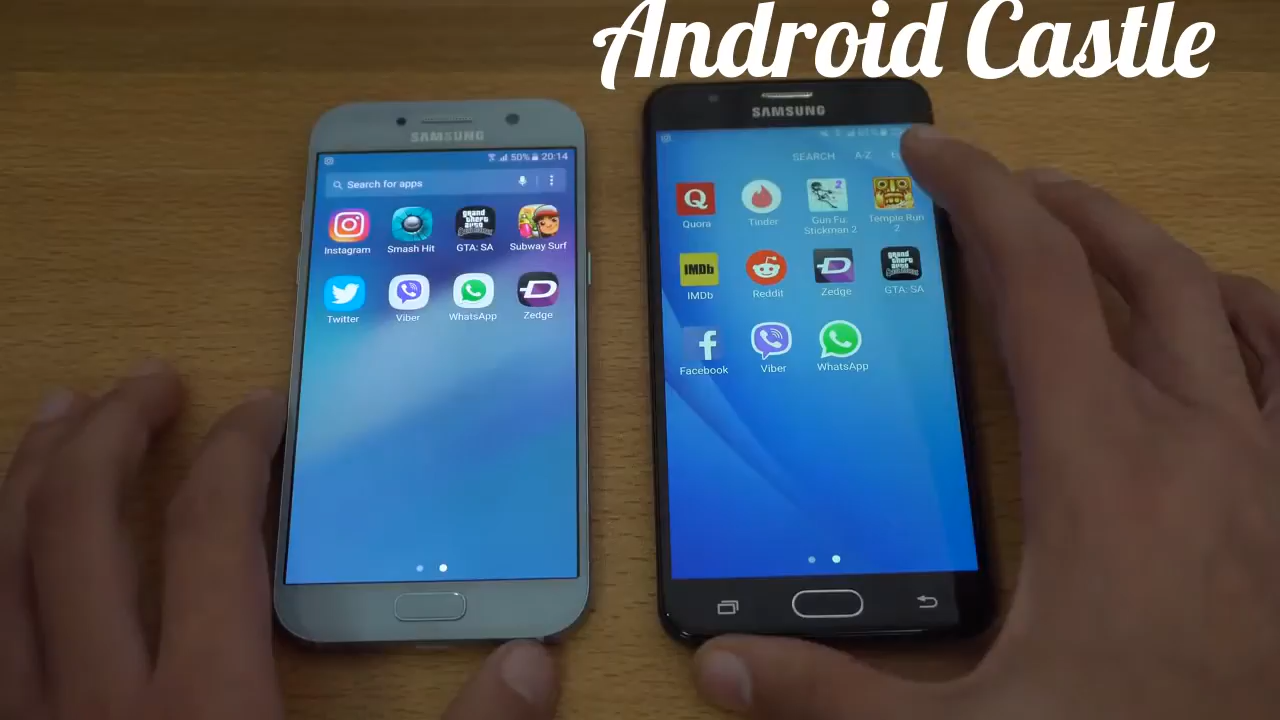 Android Castle
SAMSUNG
50% 20:14
Search for apps
Instagram Smash Hit GTA: SA Subway Surf
Twitter Viber WhatsApp Zedge
SAMSUNG
SEARCH A-Z
Quora Tinder Gun Fu: Stickman 2 Temple Run 2
IMDb
IMDb Reddit Zedge GTA: SA
Facebook Viber WhatsApp